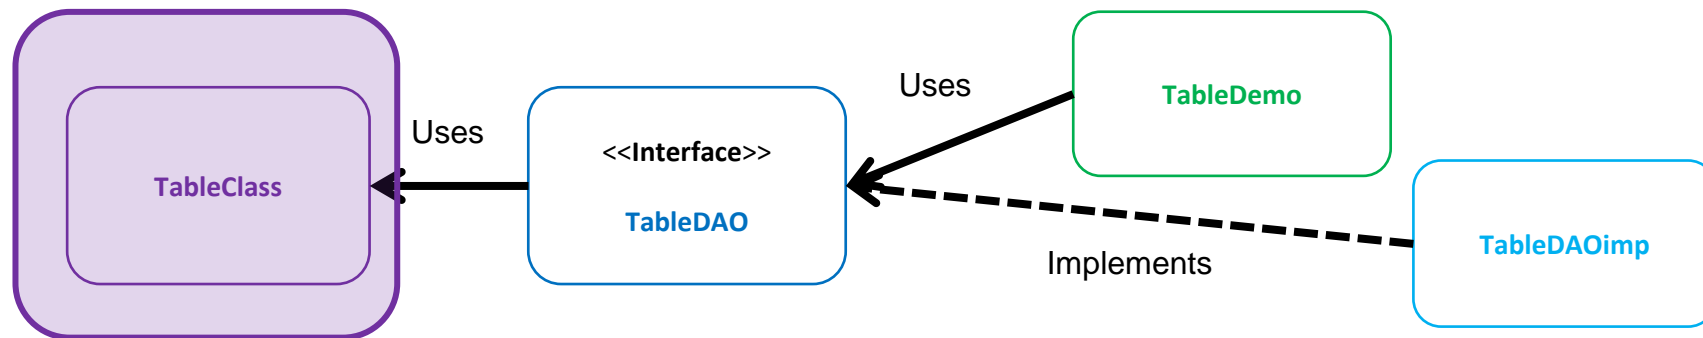 Uses
TableDemo
Uses
<<Interface>>
TableClass
TableDAO
TableDAOimp
Implements